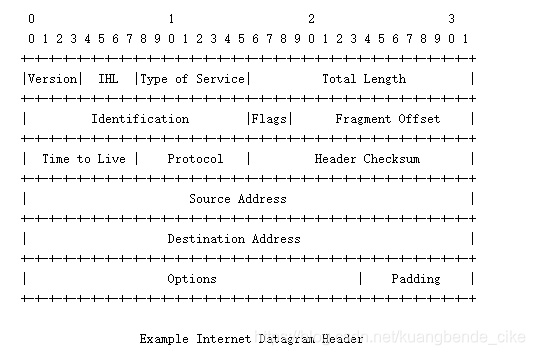 0 1 2 3
0 1 2 3 4 5 6 7 8 9 0 1 2 3 4 5 6 7 8 9 0 1 2 3 4 5 6 7 8 9 0 1
+-+-+-+-+-+-+-+-+-+-+-+-+-+-+-+-+-+-+-+-+-+-+-+-+-+-+-+-+-+-+-+-+
|Version| IHL |Type of Service| Total Length |
+-+-+-+-+-+-+-+-+-+-+-+-+-+-+-+-+-+-+-+-+-+-+-+-+-+-+-+-+-+-+-+-+
| Identification |Flags| Fragment Offset |
+-+-+-+-+-+-+-+-+-+-+-+-+-+-+-+-+-+-+-+-+-+-+-+-+-+-+-+-+-+-+-+-+
| Time to Live | Protocol | Header Checksum |
+-+-+-+-+-+-+-+-+-+-+-+-+-+-+-+-+-+-+-+-+-+-+-+-+-+-+-+-+-+-+-+-+
| Source Address |
+-+-+-+-+-+-+-+-+-+-+-+-+-+-+-+-+-+-+-+-+-+-+-+-+-+-+-+-+-+-+-+-+
| Destination Address |
+-+-+-+-+-+-+-+-+-+-+-+-+-+-+-+-+-+-+-+-+-+-+-+-+-+-+-+-+-+-+-+-+
| Options | Padding |
+-+-+-+-+-+-+-+-+-+-+-+-+-+-+-+-+-+-+-+-+-+-+-+-+-+-+-+-+-+-+-+-+
Example Internet Datagram Header
https://blog.csdn.net/kuangbende_cike